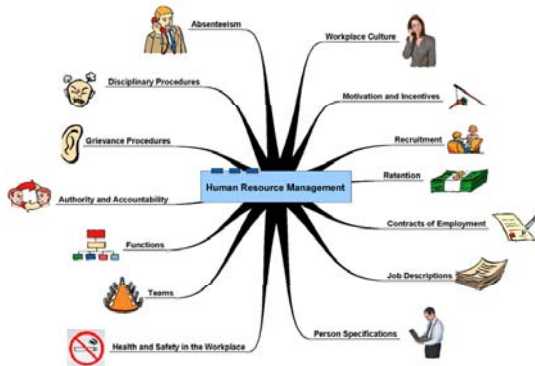 Absenteeism
Workplace Culture
Disciplinary Procedures
Motivation and Incentives
Grievance Procedures
Recruitment
Human Resource Management
Retention
Authority and Accountability
Contracts of Employment
Functions
Job Descriptions
Teams
Person Specifications
Health and Safety in the Workplace